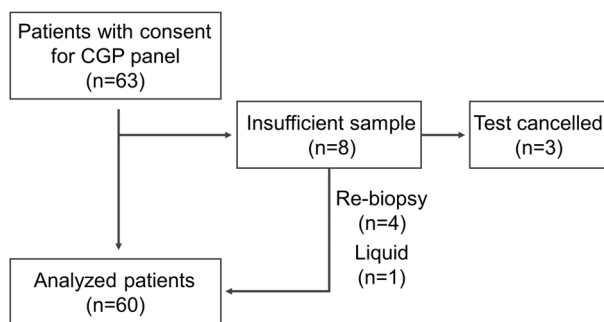 Patients with consent
for CGP panel
(n=63)
Insufficient sample
(n=8)
Test cancelled
(n=3)
Re-biopsy
(n=4)
Liquid
(n=1)
Analyzed patients
(n=60)